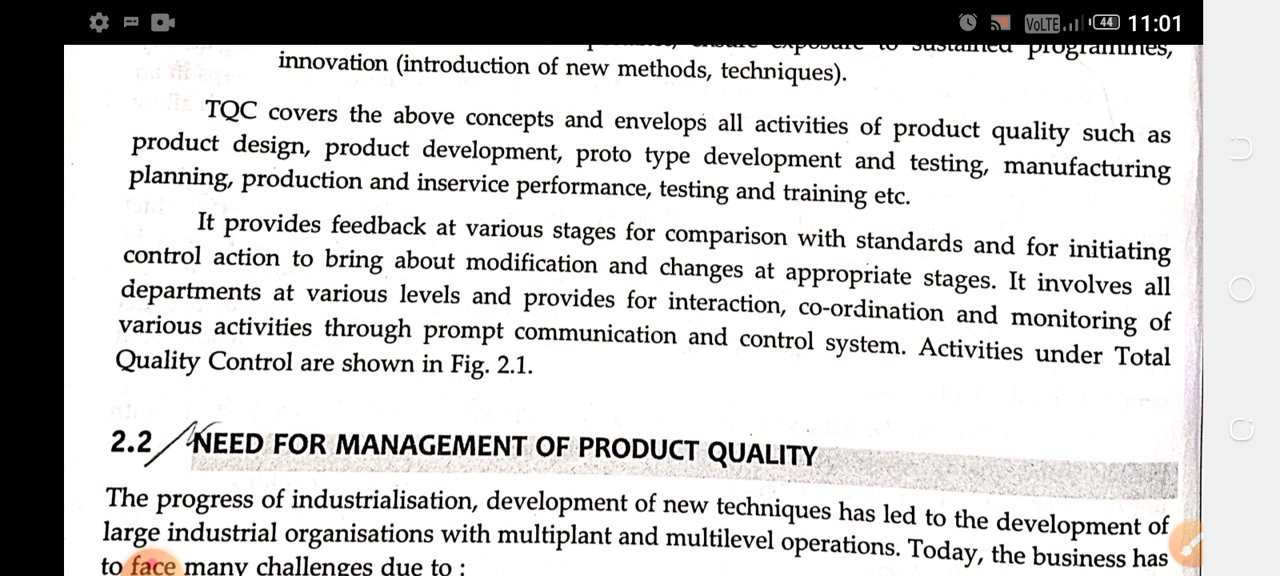 VoLTE 44 11:01
sustained programmes,
innovation (introduction of new methods, techniques).
TQC covers the above concepts and envelops all activities of product quality such as
product design, product development, proto type development and testing, manufacturing
planning, production and inservice performance, testing and training etc.
It provides feedback at various stages for comparison with standards and for initiating
control action to bring about modification and changes at appropriate stages. It involves all
departments at various levels and provides for interaction, co-ordination and monitoring of
various activities through prompt communication and control system. Activities under Total
Quality Control are shown in Fig. 2.1.
2.2 NEED FOR MANAGEMENT OF PRODUCT QUALITY
The progress of industrialisation, development of new techniques has led to the development of
large industrial organisations with multiplant and multilevel operations. Today, the business has
to face many challenges due to :